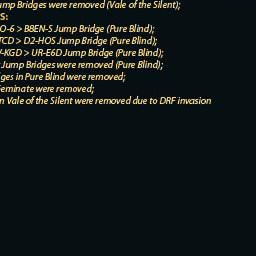 ump Bridges were removed (Vale of the Silent);
S:
O-6 > B8EN-S Jump Bridge (Pure Blind);
TCD > D2-HOS Jump Bridge (Pure Blind);
-KGD > UR-E6D Jump Bridge (Pure Blind);
Jump Bridges were removed (Pure Blind);
ges in Pure Blind were removed;
eminate were removed;
n Vale of the Silent were removed due to DRF invasion